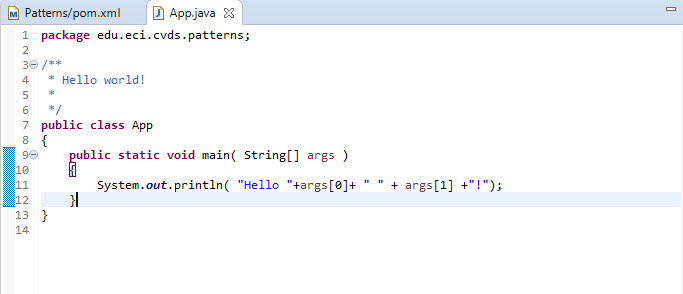 Patterns/pom.xml App.java
1 package edu.eci.cvds.patterns;
2
3 /**
4 * Hello world!
5 *
6 */
7 public class App
8 {
9 public static void main( String[] args )
10 {
11 System.out.println( "Hello "+args[0]+ " " + args[1] +"!");
12 }
13 }
14